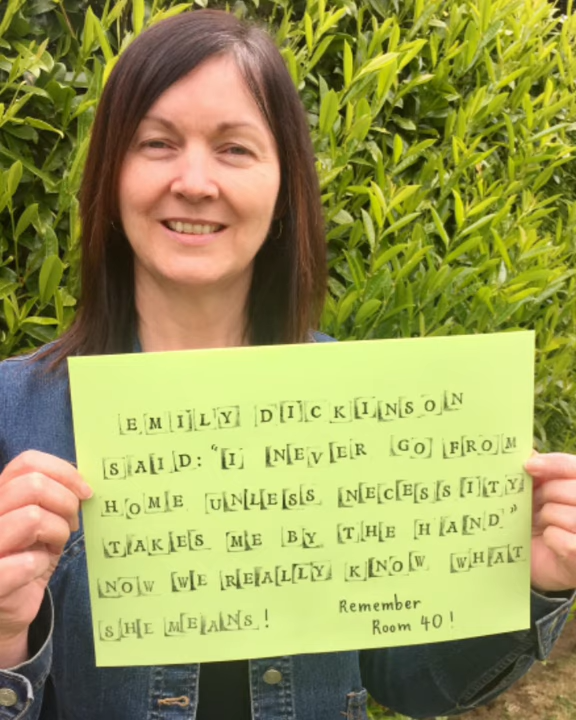 EMILY DICKINSON
SAID: "I NEVER GO FROM
HOME UNLESS NECESSITY
TAKES ME BY THE HAND"
NOW WE REALLY KNOW WHAT
SHE MEANS!
Remember
Room 40!